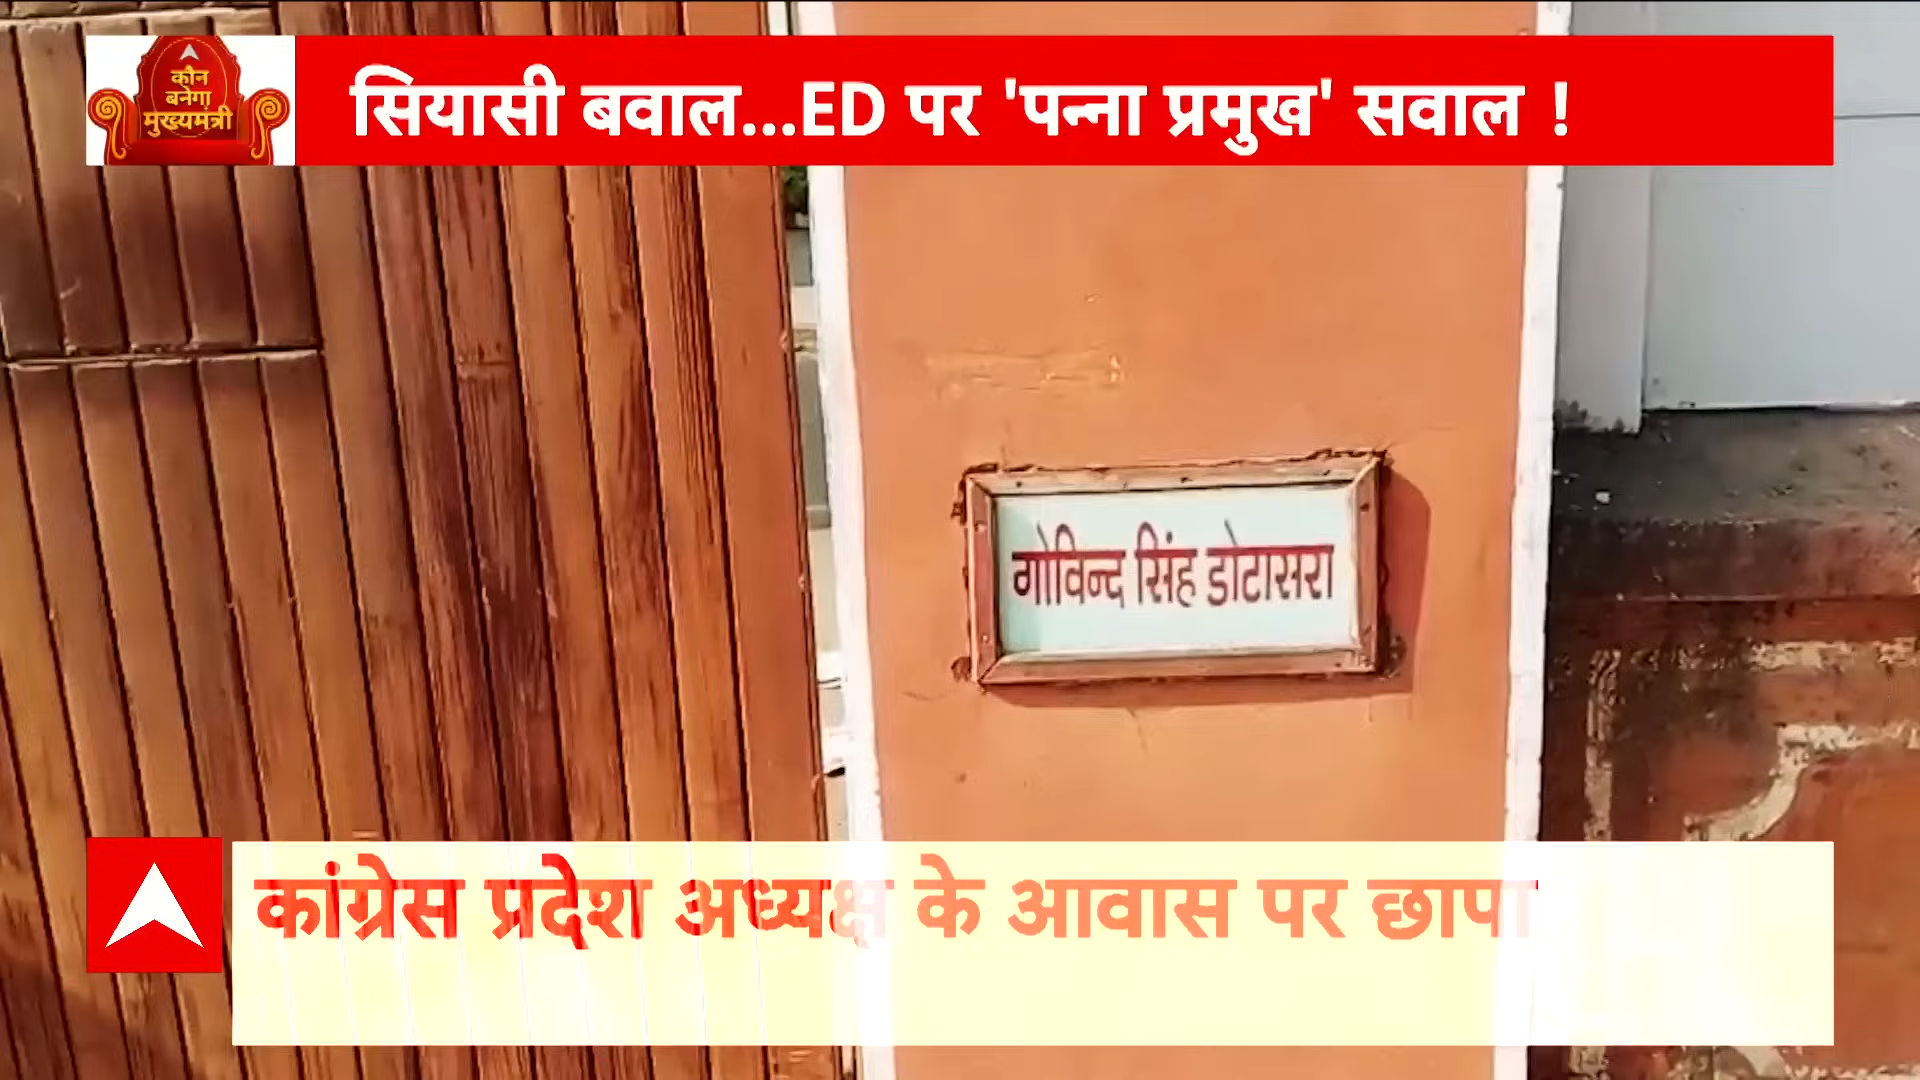 कौन
बनेगा
मुख्यमंत्री
सियासी बवाल...ED पर 'पन्ना प्रमुख' सवाल !
गोविन्द सिंह डोटासरा
कांग्रेस प्रदेश अध्यक्ष के आवास पर छापा